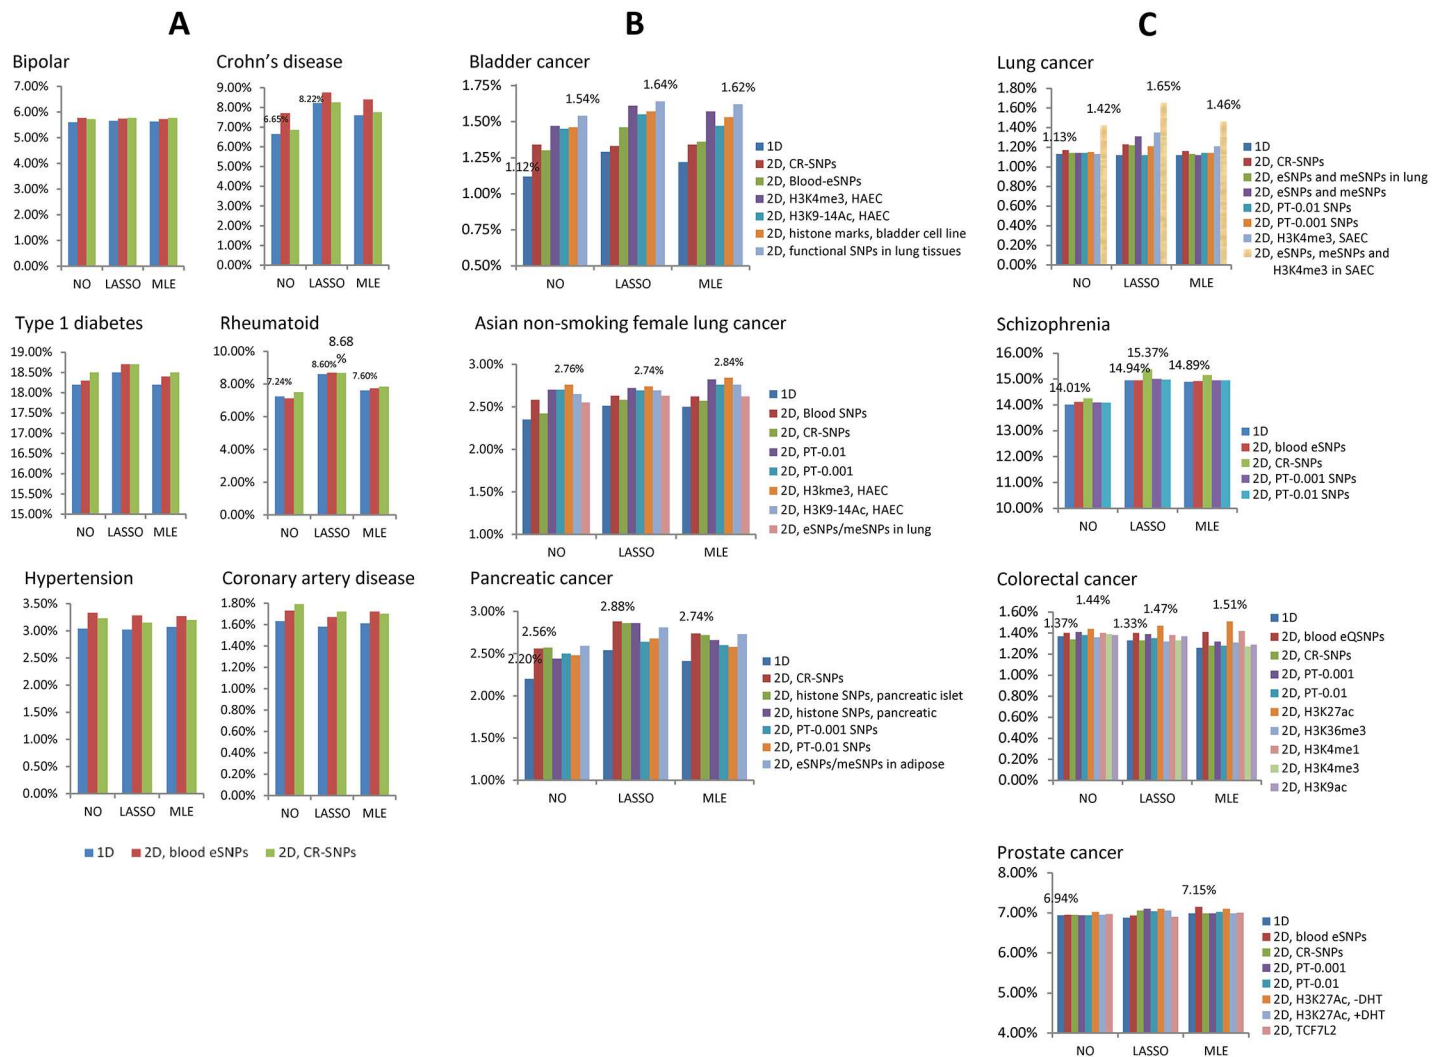 A
Bipolar
7.00%
6.00%
5.00%
4.00%
3.00%
2.00%
1.00%
0.00%
NO LASSO MLE
Crohn's disease
9.00%
8.00%
7.00%
6.00%
5.00%
4.00%
3.00%
2.00%
1.00%
0.00%
6.65%
8.22%
NO LASSO MLE
Type 1 diabetes
19.00%
18.50%
18.00%
17.50%
17.00%
16.50%
16.00%
15.50%
15.00%
NO LASSO MLE
Rheumatoid
10.00%
8.00%
6.00%
4.00%
2.00%
0.00%
7.24%
8.60%
8.68
%
7.60%
NO LASSO MLE
Hypertension
3.50%
3.00%
2.50%
2.00%
1.50%
1.00%
0.50%
0.00%
NO LASSO MLE
Coronary artery disease
1.80%
1.60%
1.40%
1.20%
1.00%
0.80%
0.60%
0.40%
0.20%
0.00%
NO LASSO MLE
1D 2D, blood eSNPs 2D, CR-SNPs
B
Bladder cancer
1.75%
1.50%
1.25%
1.00%
0.75%
0.50%
1.12%
1.54%
1.64%
1.62%
NO LASSO MLE
1D
2D, CR-SNPs
2D, Blood-eSNPs
2D, H3K4me3, HAEC
2D, H3K9-14Ac, HAEC
2D, histone marks, bladder cell line
2D, functional SNPs in lung tissues
Asian non-smoking female lung cancer
3.00%
2.50%
2.00%
1.50%
1.00%
2.76%
2.74%
2.84%
NO LASSO MLE
1D
2D, Blood SNPs
2D, CR-SNPs
2D, PT-0.01
2D, PT-0.001
2D, H3kme3, HAEC
2D, H3K9-14Ac, HAEC
2D, eSNPs/meSNPs in lung
Pancreatic cancer
3.00%
2.50%
2.00%
1.50%
1.00%
2.20%
2.56%
2.88%
2.74%
NO LASSO MLE
1D
2D, CR-SNPs
2D, histone SNPs, pancreatic islet
2D, histone SNPs, pancreatic
2D, PT-0.001 SNPs
2D, PT-0.01 SNPs
2D, eSNPs/meSNPs in adipose
C
Lung cancer
1.80%
1.60%
1.40%
1.20%
1.00%
0.80%
0.60%
0.40%
0.20%
0.00%
1.13%
1.42%
1.65%
1.46%
NO LASSO MLE
1D
2D, CR-SNPs
2D, eSNPs and meSNPs in lung
2D, eSNPs and meSNPs
2D, PT-0.01 SNPs
2D, PT-0.001 SNPs
2D, H3K4me3, SAEC
2D, eSNPs, meSNPs and
H3K4me3 in SAEC
Schizophrenia
16.00%
15.00%
14.00%
13.00%
12.00%
11.00%
10.00%
14.01%
14.94%
15.37%
14.89%
NO LASSO MLE
1D
2D, blood eSNPs
2D, CR-SNPs
2D, PT-0.001 SNPs
2D, PT-0.01 SNPs
Colorectal cancer
1.60%
1.40%
1.20%
1.00%
0.80%
0.60%
0.40%
0.20%
0.00%
1.37%
1.44%
1.33%
1.47%
1.51%
NO LASSO MLE
1D
2D, blood eQSNPs
2D, CR-SNPs
2D, PT-0.001
2D, PT-0.01
2D, H3K27ac
2D, H3K36me3
2D, H3K4me1
2D, H3K4me3
2D, H3K9ac
Prostate cancer
8.00%
7.00%
6.00%
5.00%
4.00%
6.94%
7.15%
NO LASSO MLE
1D
2D, blood eSNPs
2D, CR-SNPs
2D, PT-0.001
2D, PT-0.01
2D, H3K27Ac, -DHT
2D, H3K27Ac, +DHT
2D, TCF7L2